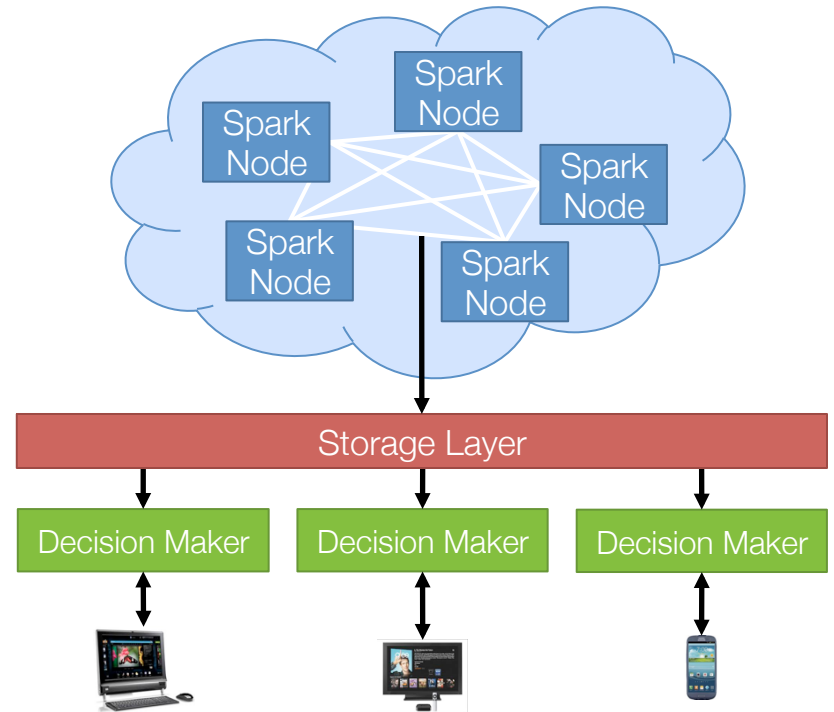 Spark
Node
Spark
Node
Spark
Node
Spark
Node
Spark
Node
Storage Layer
Decision Maker
Decision Maker
Decision Maker